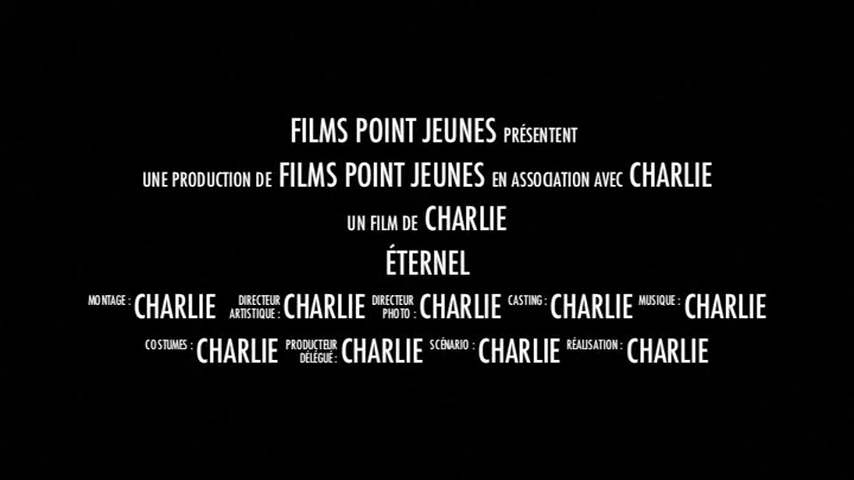 FILMS POINT JEUNES PRÉSENTENT
UNE PRODUCTION DE FILMS POINT JEUNES EN ASSOCIATION AVEC CHARLIE
UN FILM DE CHARLIE
ÉTERNEL
MONTAGE : CHARLIE DIRECTEUR ARTISTIQUE : CHARLIE DIRECTEUR PHOTO : CHARLIE CASTING : CHARLIE MUSIQUE : CHARLIE
COSTUMES : CHARLIE PRODUCTEUR DÉLÉGUÉ : CHARLIE SCÉNARIO : CHARLIE RÉALISATION : CHARLIE